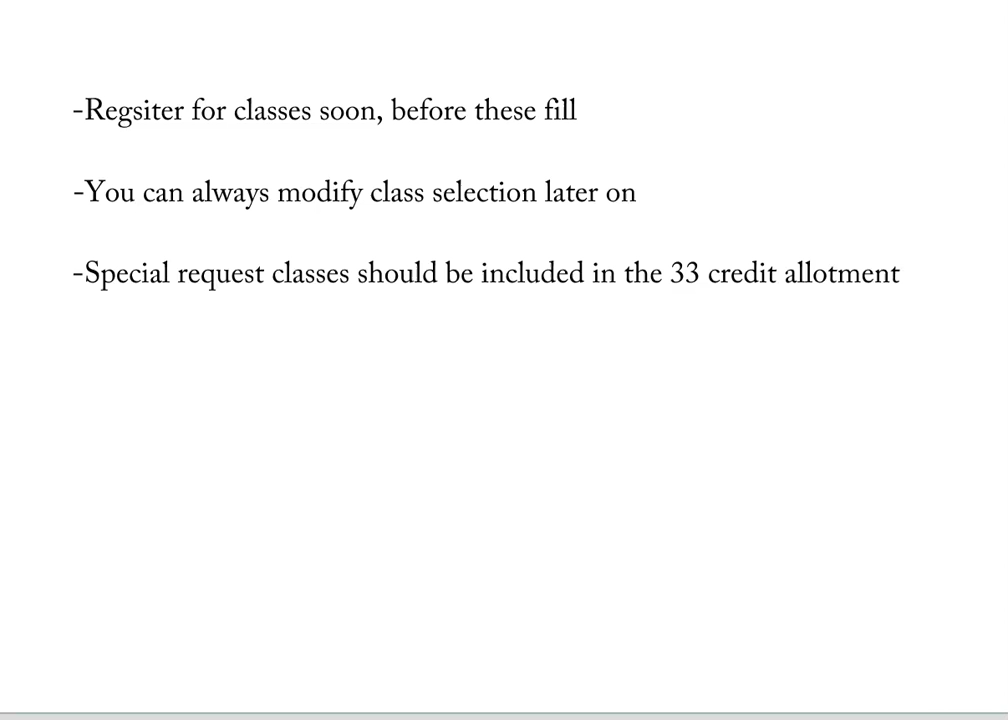 -Regsiter for classes soon, before these fill
-You can always modify class selection later on
-Special request classes should be included in the 33 credit allotment